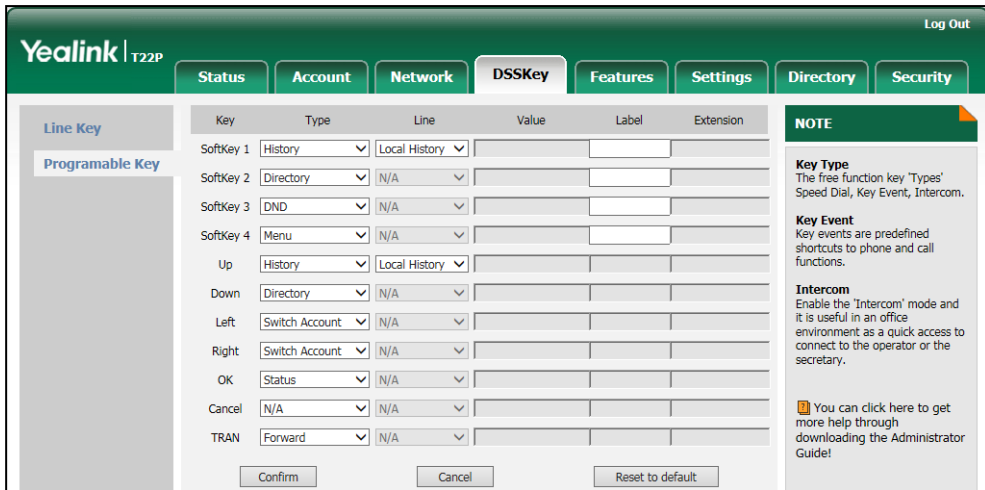 Log Out
Yealink T22P
Status Account Network DSSKey Features Settings Directory Security
Line Key
Programable Key
Key Type Line Value Label Extension
SoftKey 1 History Local History
SoftKey 2 Directory N/A
SoftKey 3 DND N/A
SoftKey 4 Menu N/A
Up History Local History
Down Directory N/A
Left Switch Account N/A
Right Switch Account N/A
OK Status N/A
Cancel N/A N/A
TRAN Forward N/A
Confirm Cancel Reset to default
NOTE
Key Type
The free function key 'Types'
Speed Dial, Key Event, Intercom.
Key Event
Key events are predefined
shortcuts to phone and call
functions.
Intercom
Enable the 'Intercom' mode and
it is useful in an office
environment as a quick access to
connect to the operator or the
secretary.
? You can click here to get
more help through
downloading the Administrator
Guide!